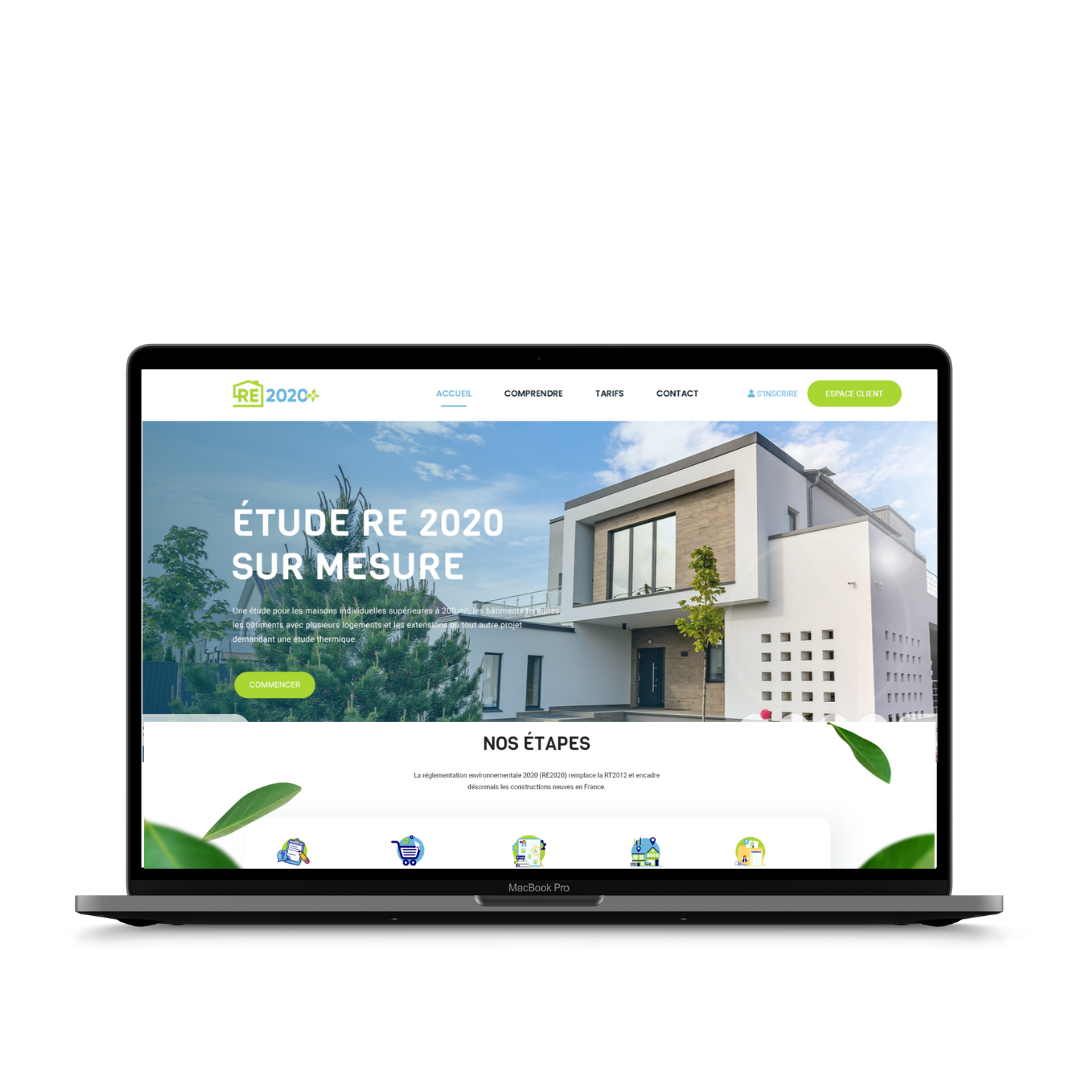 RE 2020
ACCUEIL COMPRENDRE TARIFS CONTACT S'INSCRIRE ESPACE CLIENT
ÉTUDE RE 2020
SUR MESURE
Une étude pour les maisons individuelles supérieures à 200 m², les bâtiments tertiaires
les bâtiments avec plusieurs logements et les extensions ou tout autre projet
demandant une étude thermique.
COMMENCER
NOS ÉTAPES
La réglementation environnementale 2020 (RE2020) remplace la RT2012 et encadre
désormais les constructions neuves en France.
MacBook Pro